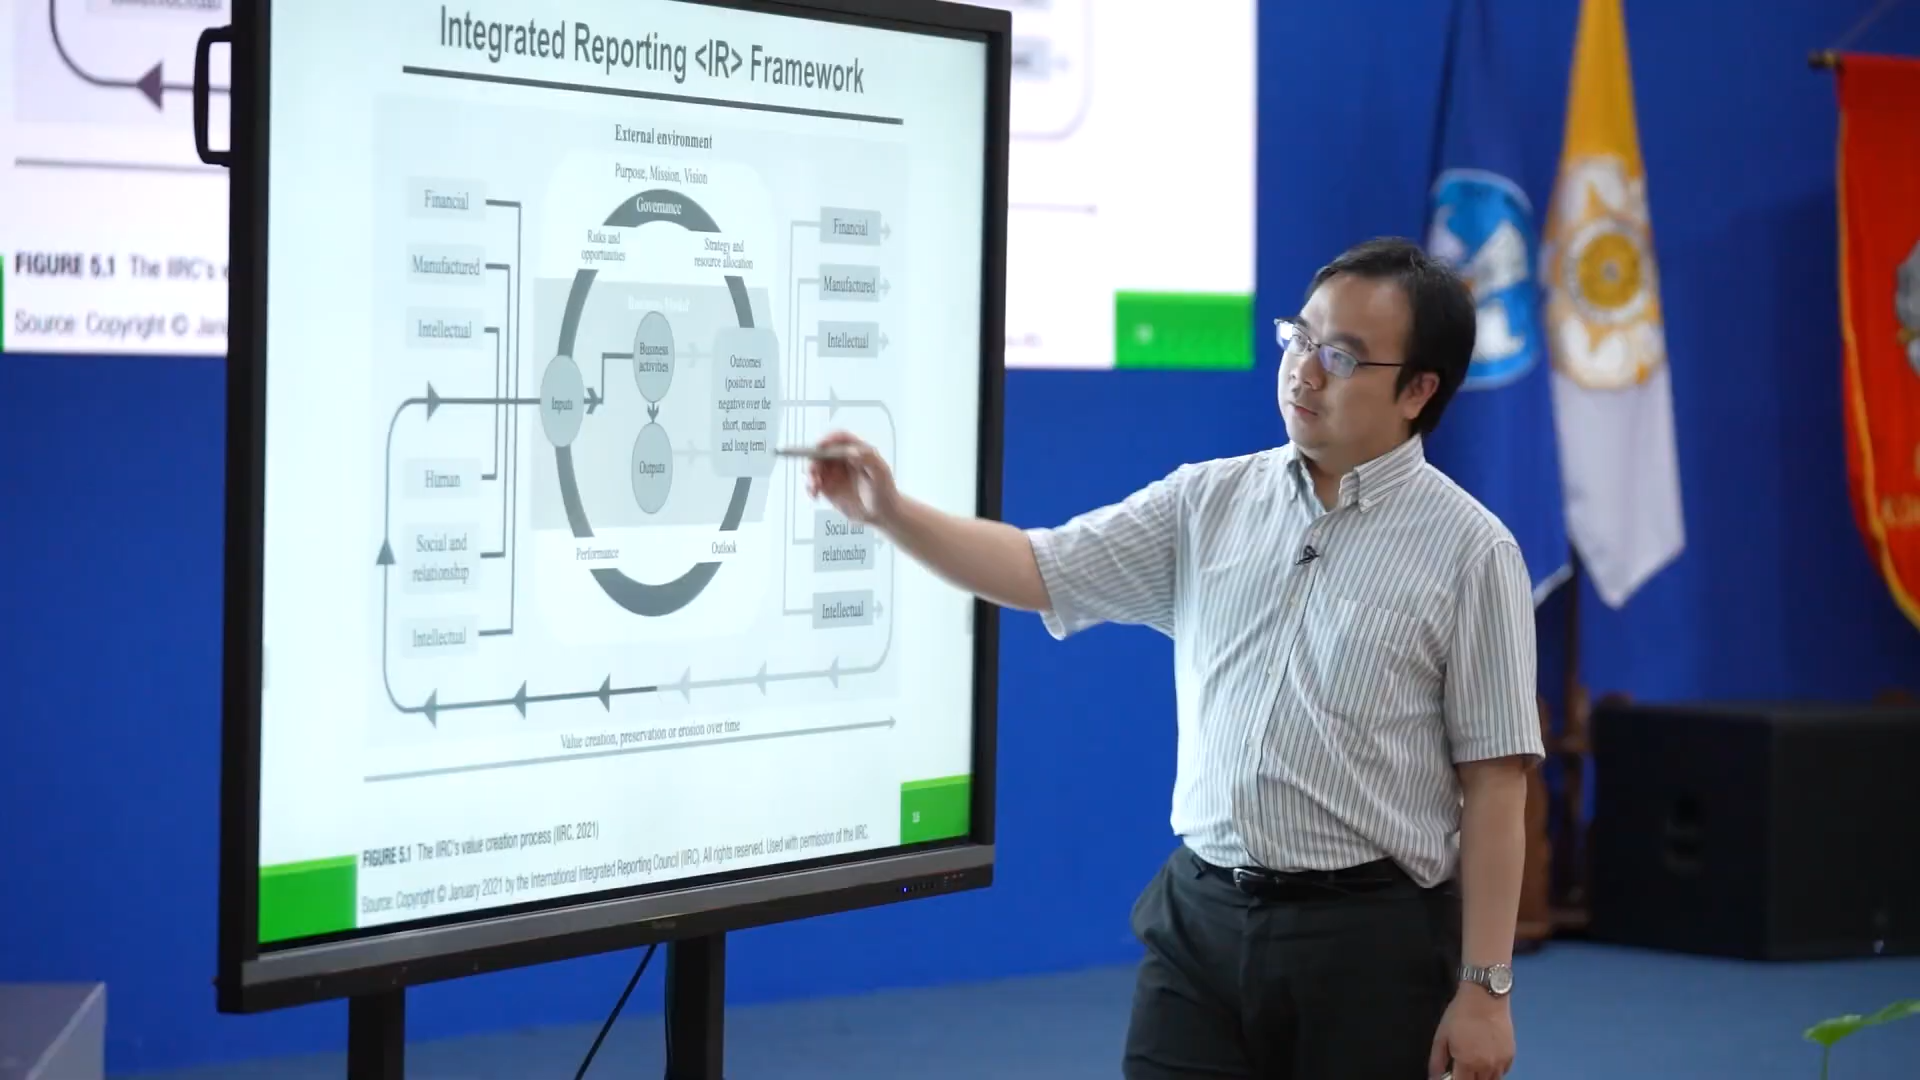 Integrated Reporting <IR> Framework
External environment
Purpose, Mission, Vision
Governance
Risks and
opportunities
Strategy and
resource allocation
Financial
Manufactured
Intellectual
Human
Social and
relationship
Intellectual
Business Model
Inputs
Business
activities
Outputs
Outcomes
(positive and
negative over the
short, medium
and long term)
Performance
Outlook
Financial
Manufactured
Intellectual
Social and
relationship
Intellectual
Value creation, preservation or erosion over time
FIGURE 5.1 The IIRC's value creation process (IIRC, 2021)
Source: Copyright © January 2021 by the International Integrated Reporting Council (IIRC). All rights reserved. Used with permission of the IIRC.
FIGURE 5.1 The IIRC's
Source: Copyright ©